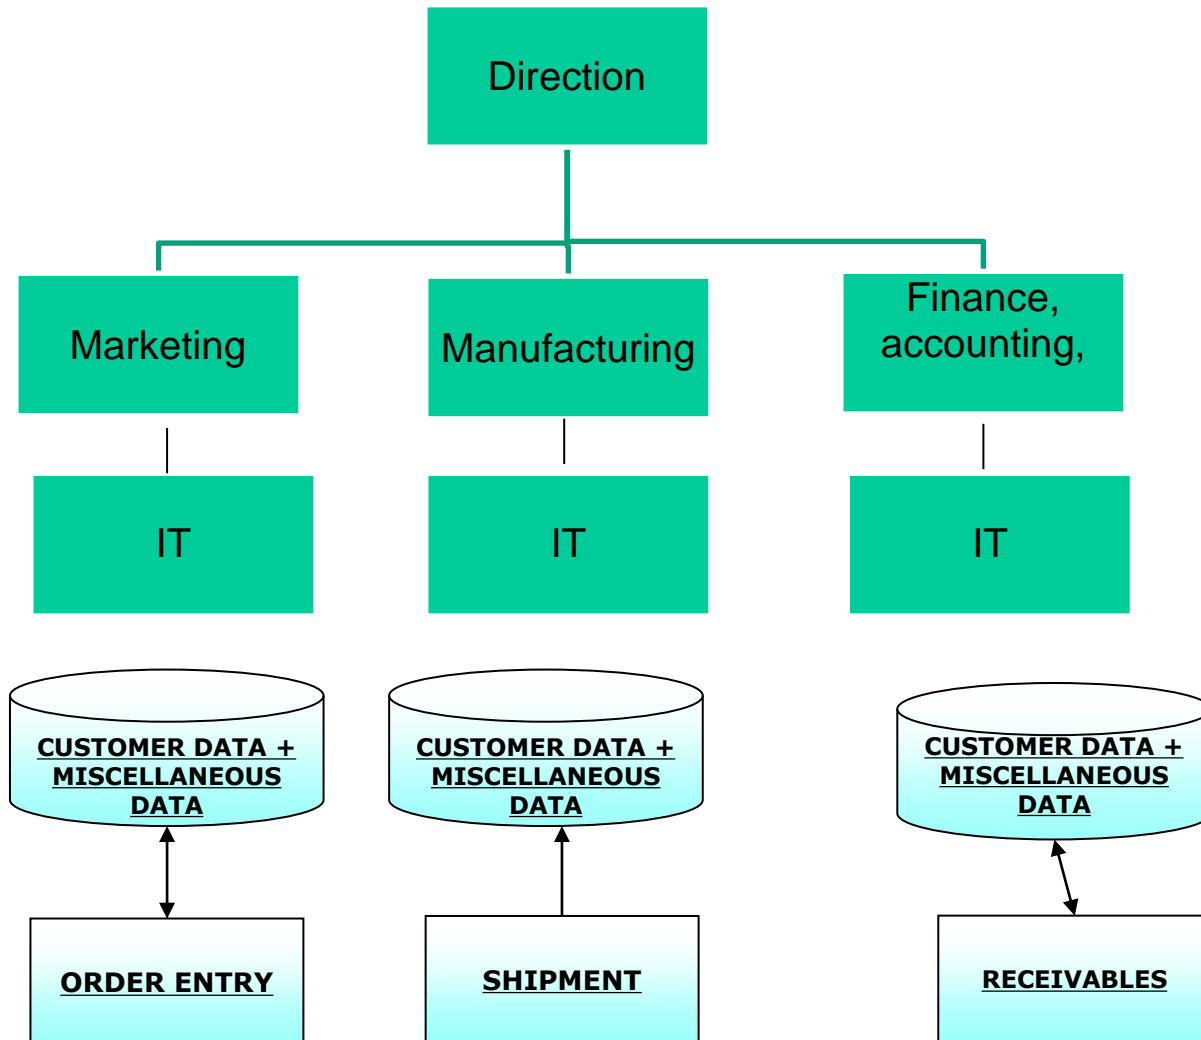 Direction
Marketing
Manufacturing
Finance,
accounting,
IT
IT
IT
CUSTOMER DATA +
MISCELLANEOUS
DATA
CUSTOMER DATA +
MISCELLANEOUS
DATA
CUSTOMER DATA +
MISCELLANEOUS
DATA
ORDER ENTRY
SHIPMENT
RECEIVABLES